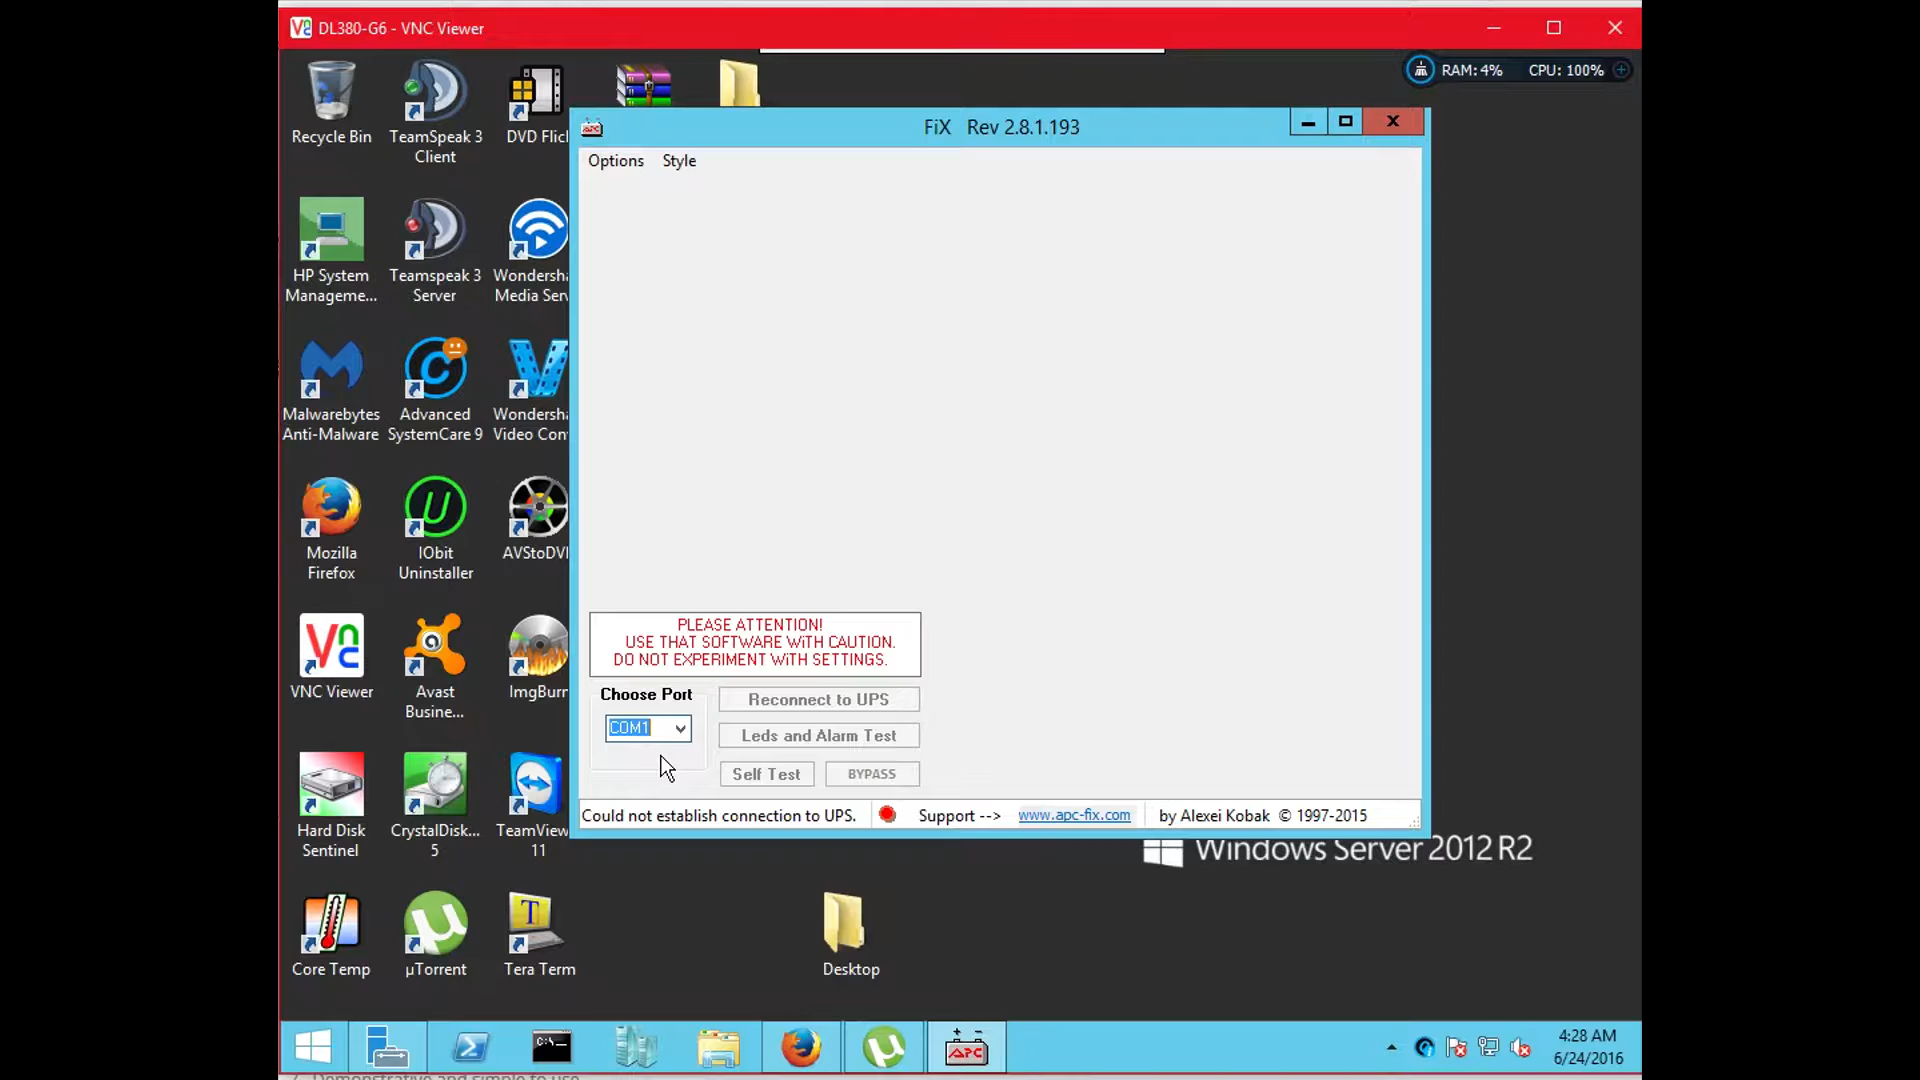 DL380-G6 - VNC Viewer
RAM: 4% CPU: 100%
Recycle Bin
TeamSpeak 3
Client
DVD Flic
FiX Rev 2.8.1.193
Options Style
HP System
Manageme...
Teamspeak 3
Server
Wondersha
Media Serv
Malwarebytes
Anti-Malware
Advanced
SystemCare 9
Wondersha
Video Con
Mozilla
Firefox
IObit
Uninstaller
AVStoDV
VNC Viewer
Avast
Busine...
ImgBurn
Hard Disk
Sentinel
CrystalDisk...
5
TeamView
11
Core Temp
µTorrent
Tera Term
Desktop
PLEASE ATTENTION!
USE THAT SOFTWARE WiTH CAUTION.
DO NOT EXPERIMENT WiTH SETTINGS.
Choose Port
COM1
Reconnect to UPS
Leds and Alarm Test
Self Test
BYPASS
Could not establish connection to UPS.
Support -->
www.apc-fix.com
by Alexei Kobak © 1997-2015
Windows Server 2012 R2
APC
4:28 AM
6/24/2016